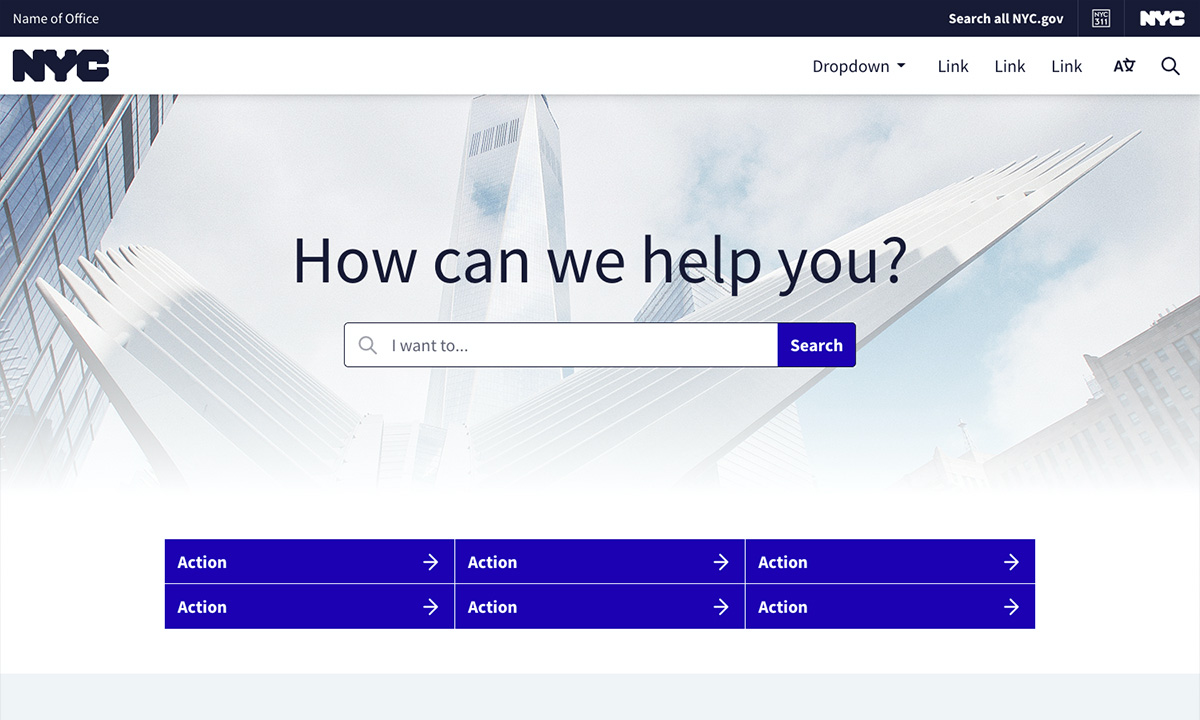 Name of Office
Search all NYC.gov
NYC
311
NYC
NYC
Dropdown
Link
Link
Link
How can we help you?
I want to...
Search
Action
Action
Action
Action
Action
Action